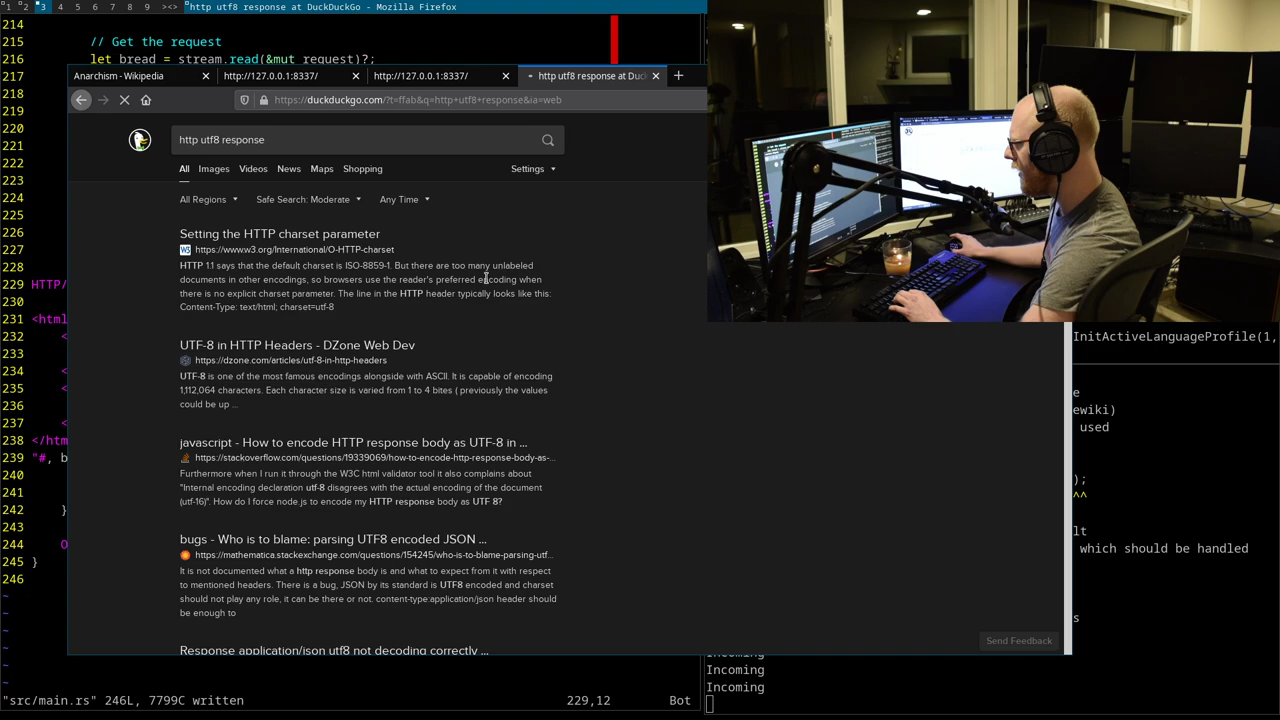 1 2 3 4 5 6 7 8 9 ><> http utf8 response at DuckDuckGo - Mozilla Firefox
214
215 // Get the request
216 let bread = stream.read(&mut request)?;
217
Anarchism - Wikipedia http://127.0.0.1:8337/ http://127.0.0.1:8337/ http utf8 response at Duc
218
https://duckduckgo.com/?t=ffab&q=http+utf8+response&ia=web
219
220
http utf8 response
221
222
All Images Videos News Maps Shopping Settings
223
224
All Regions Safe Search: Moderate Any Time
225
226
Setting the HTTP charset parameter
227
https://www.w3.org/International/O-HTTP-charset
228
HTTP 1.1 says that the default charset is ISO-8859-1. But there are too many unlabeled
documents in other encodings, so browsers use the reader's preferred encoding when
229 HTTP/
there is no explicit charset parameter. The line in the HTTP header typically looks like this:
230
Content-Type: text/html; charset=utf-8
231 <html
232 <
InitActiveLanguageProfile(1,
233
UTF-8 in HTTP Headers - DZone Web Dev
https://dzone.com/articles/utf-8-in-http-headers
234 <
UTF-8 is one of the most famous encodings alongside with ASCII. It is capable of encoding
235 <
1,112,064 characters. Each character size is varied from 1 to 4 bites ( previously the values
e
236
could be up ...
ewiki)
237 <
used
238 </htm
javascript - How to encode HTTP response body as UTF-8 in ...
239 "#, b
https://stackoverflow.com/questions/19339069/how-to-encode-http-response-body-as-...
240
Furthermore when I run it through the W3C html validator tool it also complains about
);
241
"Internal encoding declaration utf-8 disagrees with the actual encoding of the document
^^
242 }
(utf-16)". How do I force node.js to encode my HTTP response body as UTF 8?
243
lt
244 O
bugs - Who is to blame: parsing UTF8 encoded JSON ...
which should be handled
https://mathematica.stackexchange.com/questions/154245/who-is-to-blame-parsing-utf...
245 }
It is not documented what a http response body is and what to expect from it with respect
246
to mentioned headers. There is a bug, JSON by its standard is UTF8 encoded and charset
~
should not play any role, it can be there or not. content-type:application/json header should
~
be enough to
s
~
Send Feedback
~
Response application/json utf8 not decoding correctly ...
Incoming
~
Incoming
~
Incoming
"src/main.rs" 246L, 7799C written 229,12 Bot